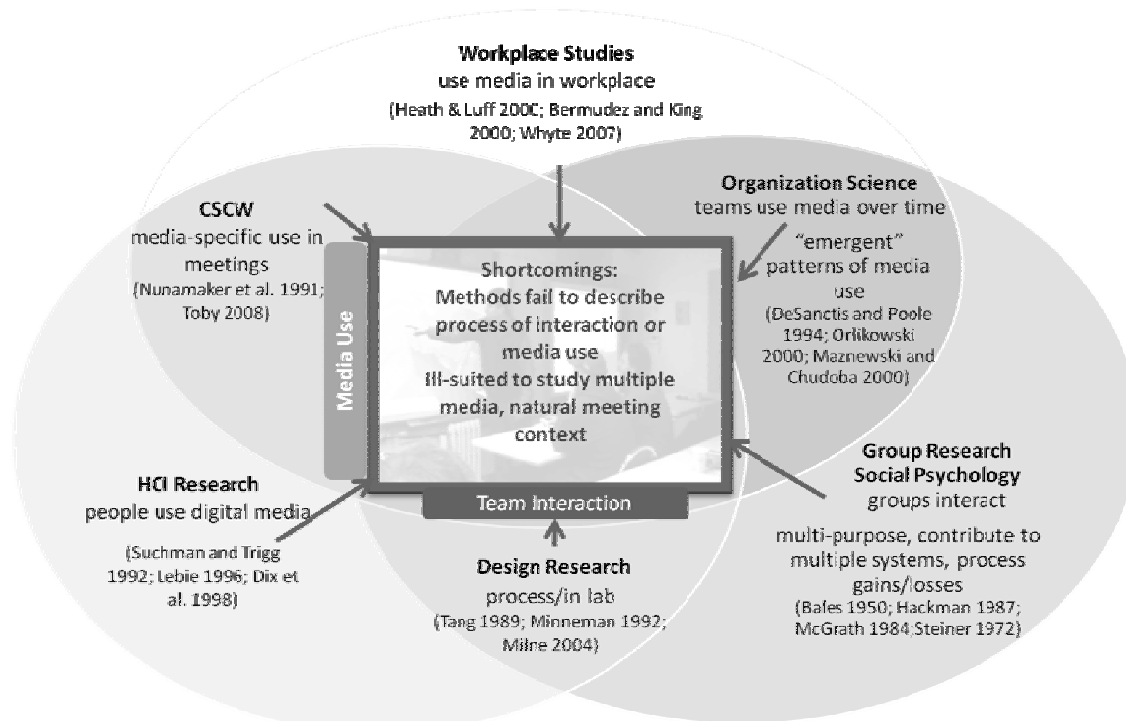 Workplace Studies
use media in workplace
(Heath & Luff 2000; Bermudez and King
2000; Whyte 2007)
Organization Science
teams use media over time
"emergent"
patterns of media
use
(DeSanctis and Poole
1994; Orlikowski
2000; Maznewski and
Chudoba 2000)
CSCW
media-specific use in
meetings
(Nunamaker et al. 1991;
Toby 2008)
Media Use
Shortcomings:
Methods fail to describe
process of interaction or
media use
Ill-suited to study multiple
media, natural meeting
context
Team Interaction
Group Research
Social Psychology
groups interact
multi-purpose, contribute to
multiple systems, process
gains/losses
(Bales 1950; Hackman 1987;
McGrath 1984;Steiner 1972)
HCI Research
people use digital media
(Suchman and Trigg
1992; Lebie 1996; Dix et
al. 1998)
Design Research
process/in lab
(Tang 1989; Minneman 1992;
Milne 2004)